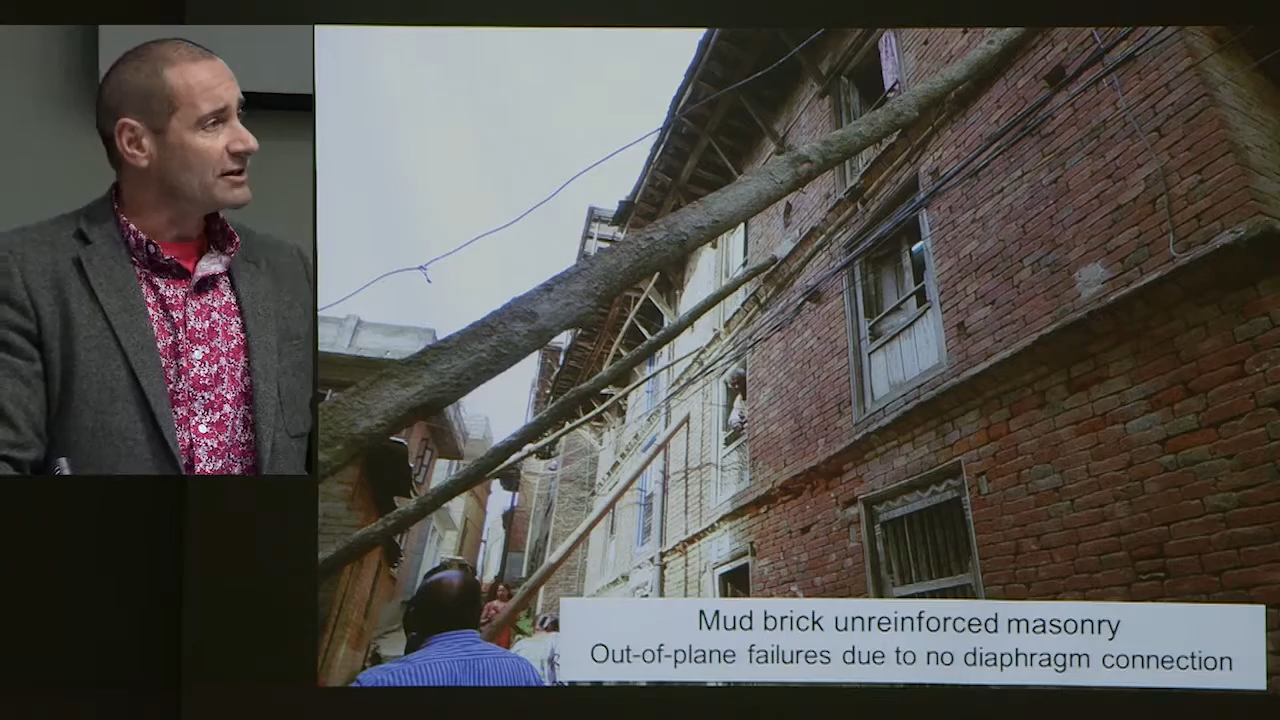 Mud brick unreinforced masonry
Out-of-plane failures due to no diaphragm connection